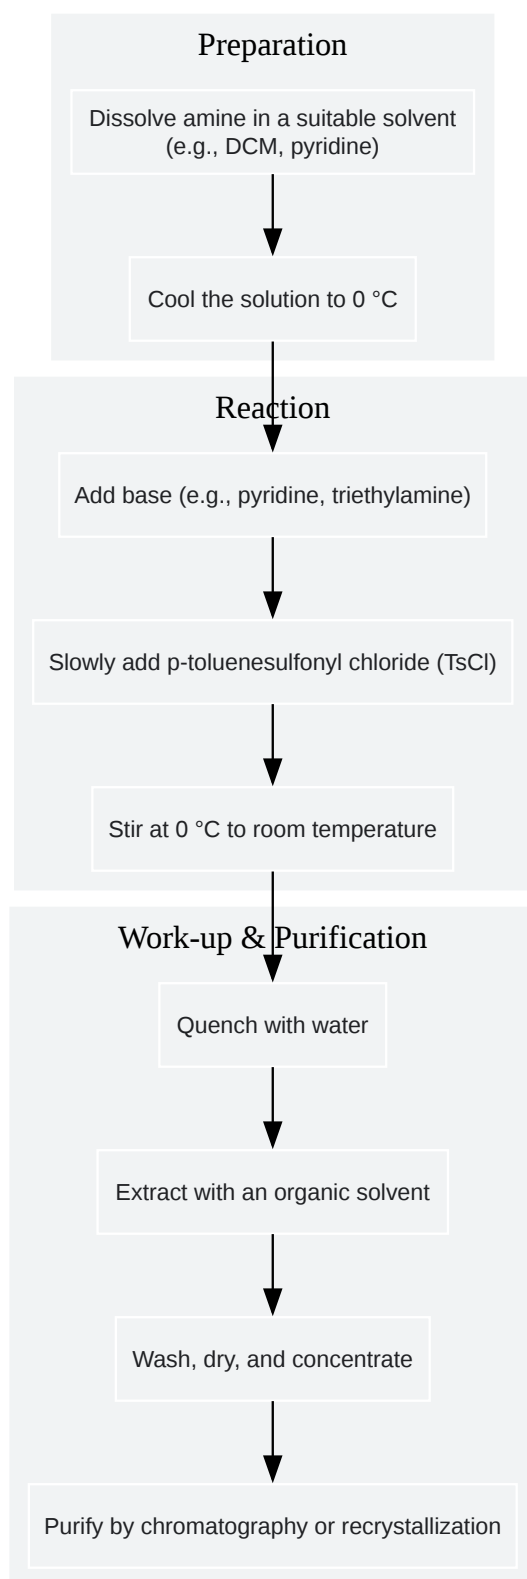 Preparation
Dissolve amine in a suitable solvent
(e.g., DCM, pyridine)
Cool the solution to 0 °C
Reaction
Add base (e.g., pyridine, triethylamine)
Slowly add p-toluenesulfonyl chloride (TsCl)
Stir at 0 °C to room temperature
Work-up & Purification
Quench with water
Extract with an organic solvent
Wash, dry, and concentrate
Purify by chromatography or recrystallization